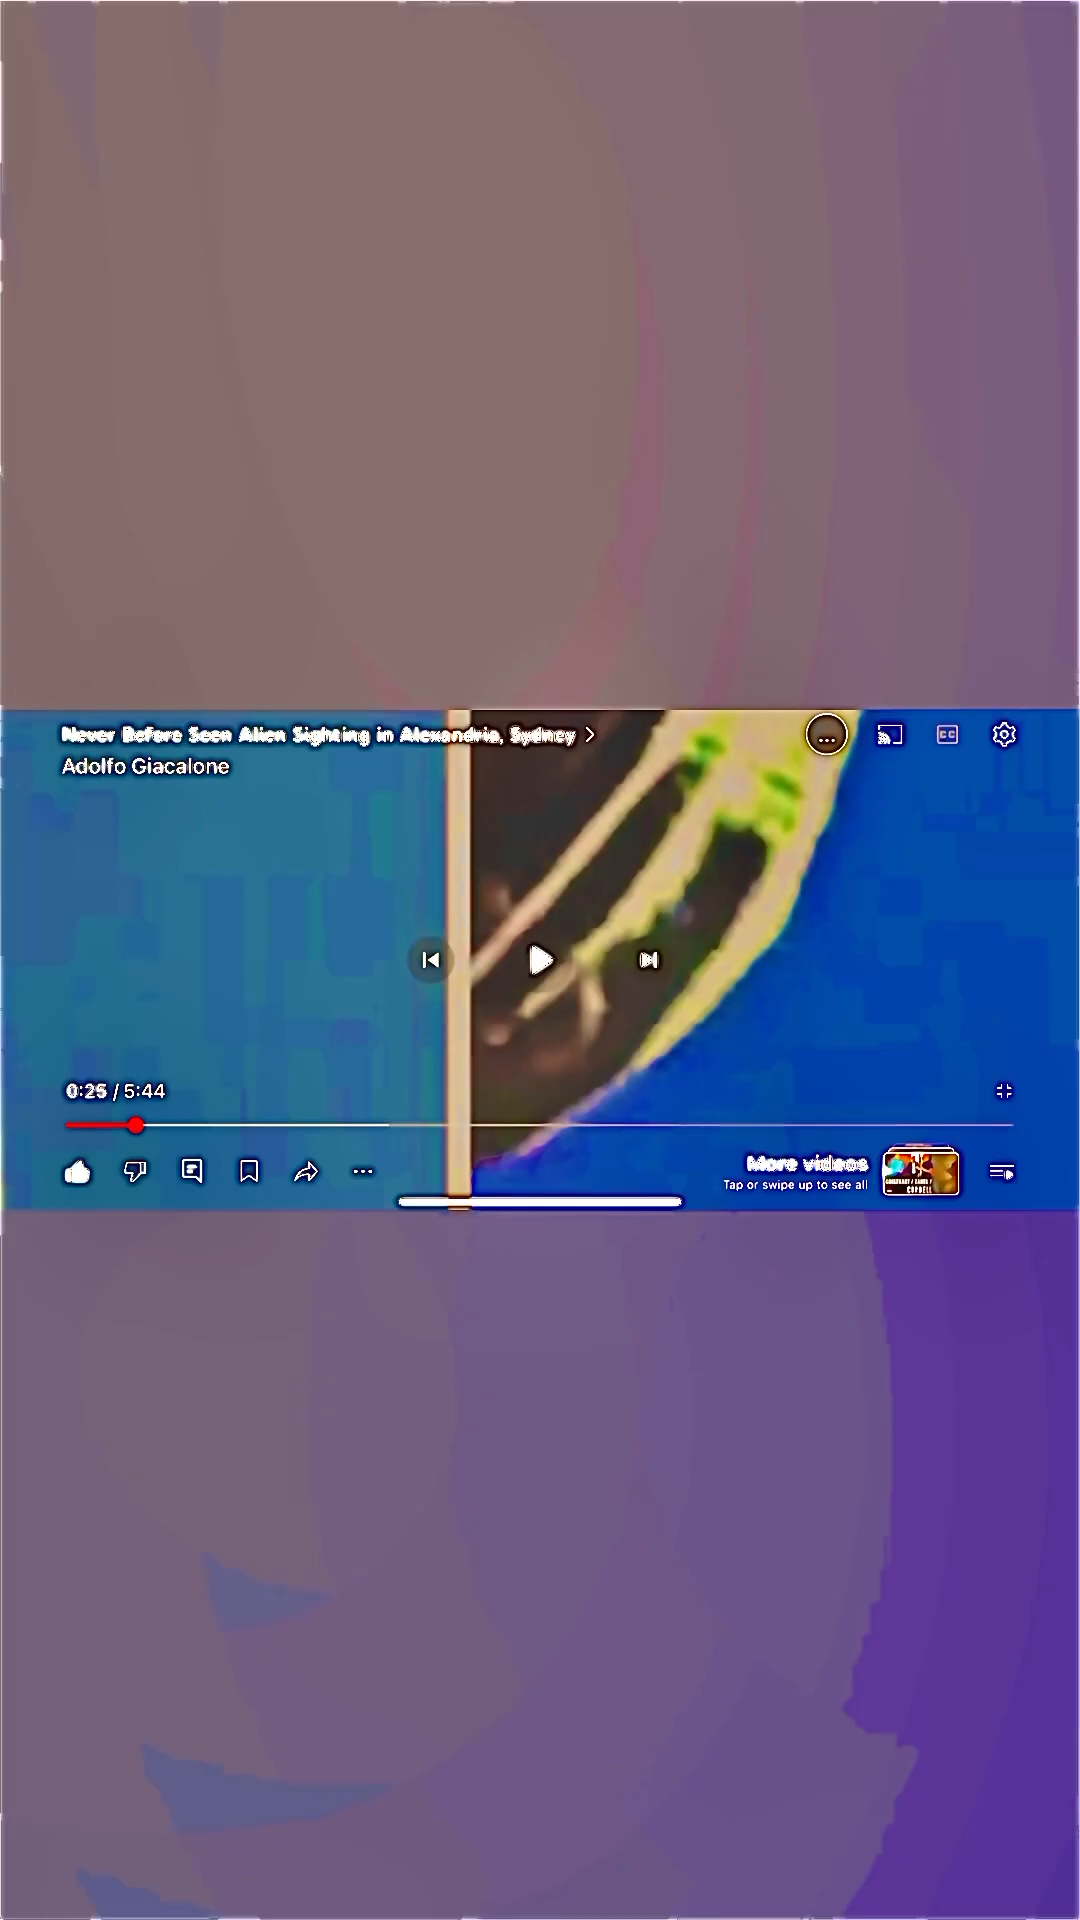 Never Before Seen Alien Sighting in Alexandria, Sydney
Adolfo Giacalone
CC
0:25 / 5:44
More videos
Tap or swipe up to see all